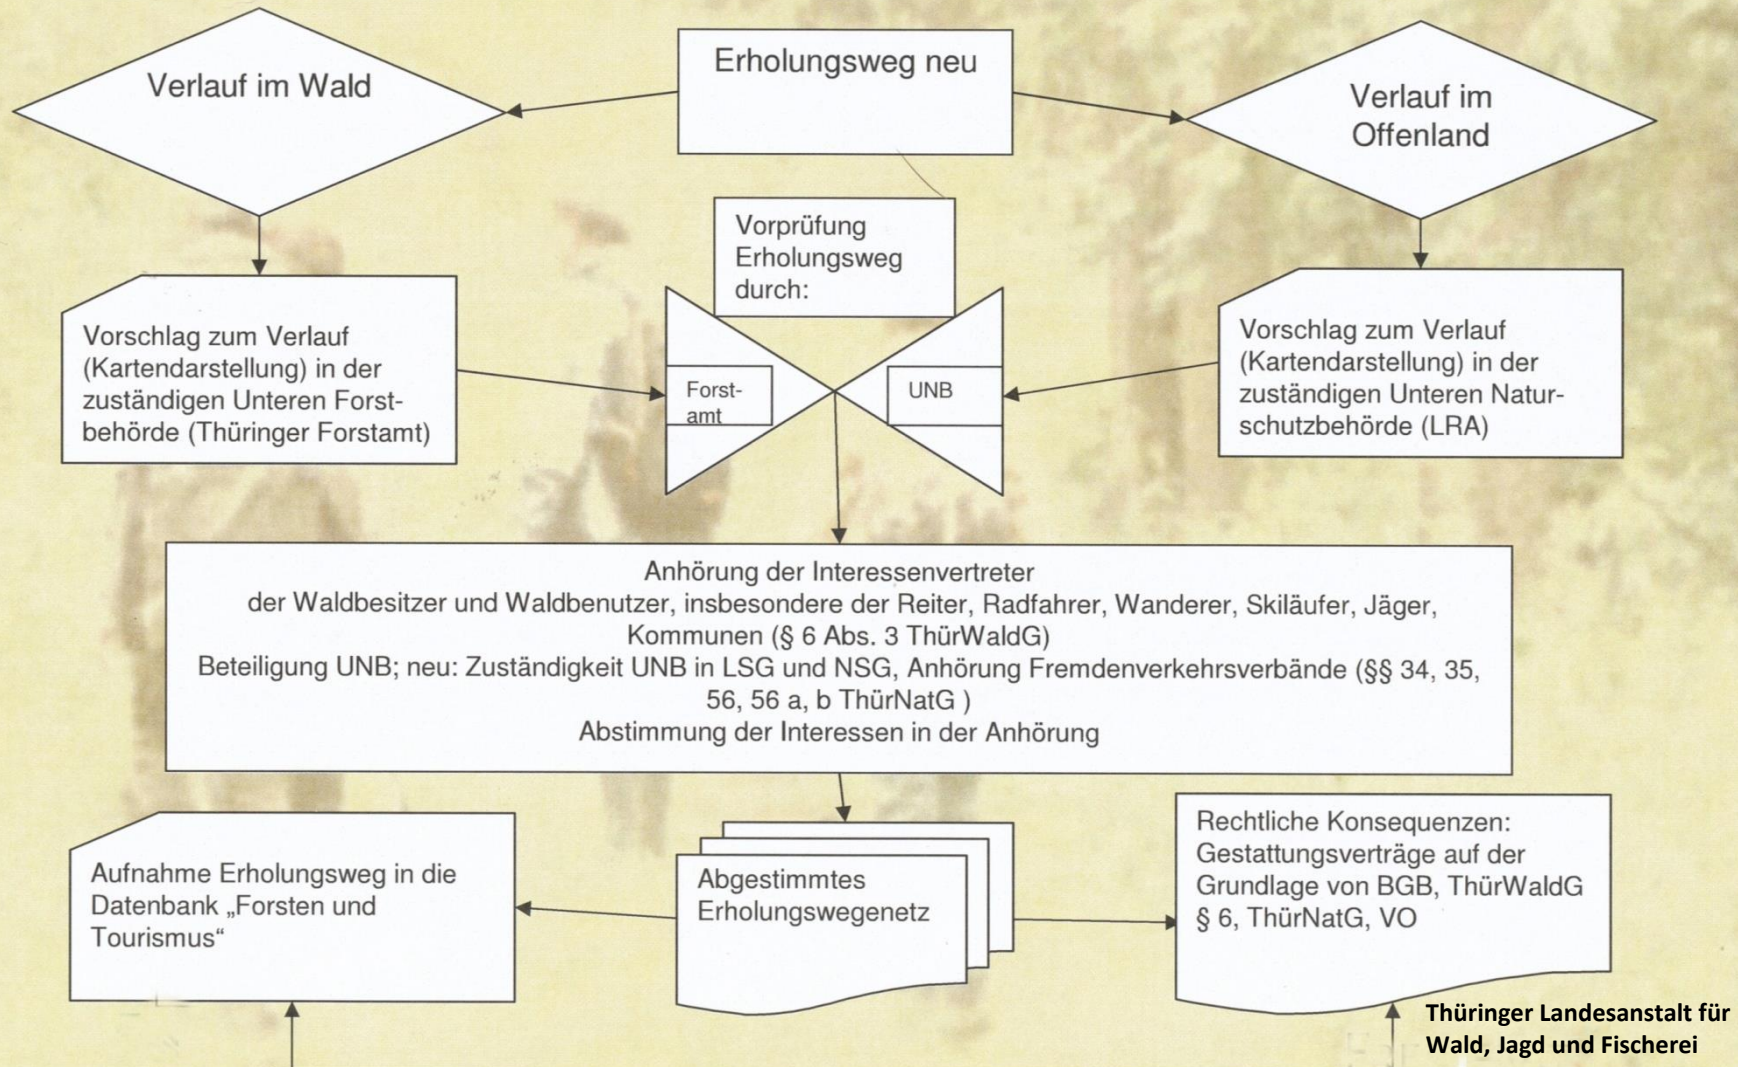 Verlauf im Wald
Erholungsweg neu
Verlauf im
Offenland
Vorprüfung
Erholungsweg
durch:
Vorschlag zum Verlauf
(Kartendarstellung) in der
zuständigen Unteren Forst-
behörde (Thüringer Forstamt)
Forst-
amt
UNB
Vorschlag zum Verlauf
(Kartendarstellung) in der
zuständigen Unteren Natur-
schutzbehörde (LRA)
Anhörung der Interessenvertreter
der Waldbesitzer und Waldbenutzer, insbesondere der Reiter, Radfahrer, Wanderer, Skiläufer, Jäger,
Kommunen (§ 6 Abs. 3 ThürWaldG)
Beteiligung UNB; neu: Zuständigkeit UNB in LSG und NSG, Anhörung Fremdenverkehrsverbände (§§ 34, 35,
56, 56 a, b ThürNatG )
Abstimmung der Interessen in der Anhörung
Aufnahme Erholungsweg in die
Datenbank „Forsten und
Tourismus“
Abgestimmtes
Erholungswegenetz
Rechtliche Konsequenzen:
Gestattungsverträge auf der
Grundlage von BGB, ThürWaldG
§ 6, ThürNatG, VO
Thüringer Landesanstalt für
Wald, Jagd und Fischerei